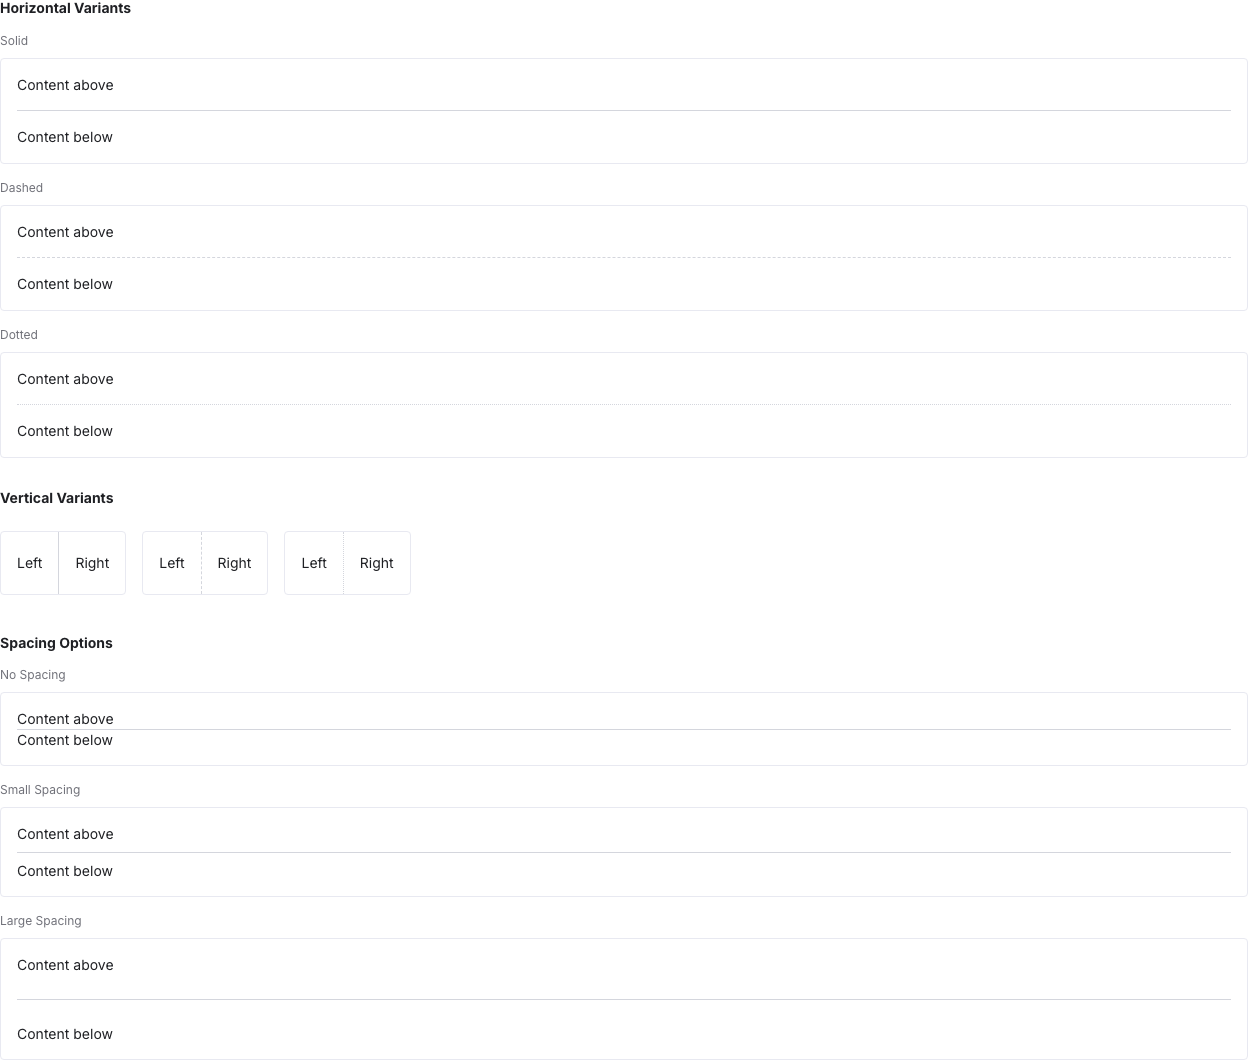 Horizontal Variants
Solid
Content above
Content below
Dashed
Content above
Content below
Dotted
Content above
Content below
Vertical Variants
Left Right Left Right Left Right
Spacing Options
No Spacing
Content above
Content below
Small Spacing
Content above
Content below
Large Spacing
Content above
Content below